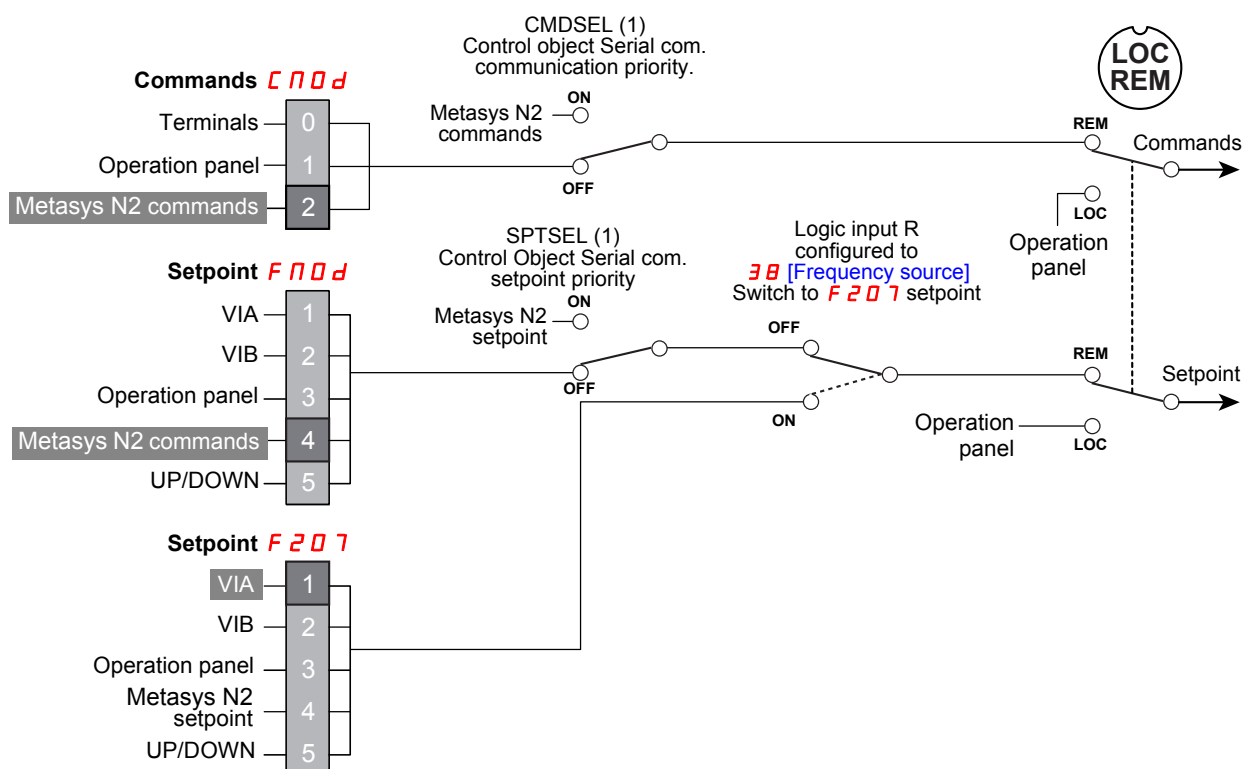 CMDSEL (1)
Control object Serial com.
communication priority.
LOC
REM
Commands CMOd
ON
Metasys N2
commands
OFF
Terminals
0
Operation panel
1
Metasys N2 commands
2
REM
Commands
LOC
Operation
panel
SPTSEL (1)
Control Object Serial com.
setpoint priority
Logic input R
configured to
38 [Frequency source]
Switch to F207 setpoint
Setpoint FMOd
ON
Metasys N2
setpoint
OFF
VIA
1
VIB
2
Operation panel
3
Metasys N2 commands
4
UP/DOWN
5
OFF
ON
REM
Setpoint
Operation
panel
LOC
Setpoint F207
VIA
1
VIB
2
Operation panel
3
Metasys N2
setpoint
4
UP/DOWN
5